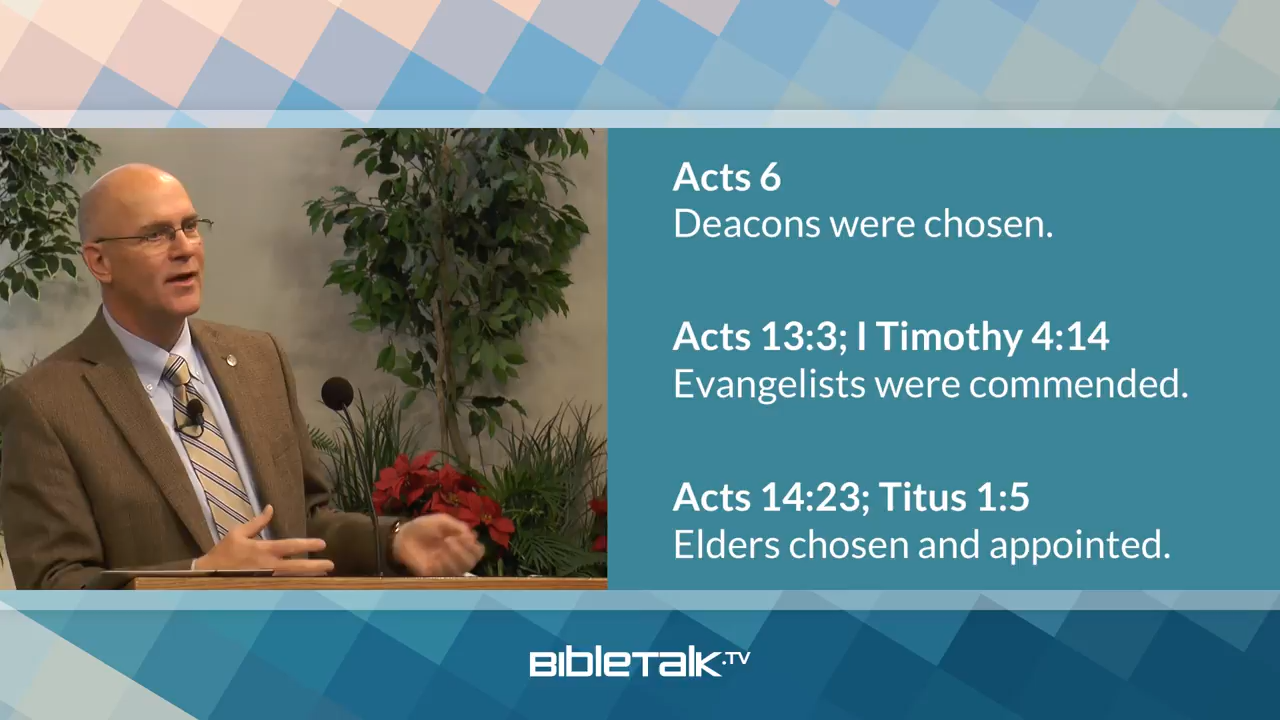 Acts 6
Deacons were chosen.
Acts 13:3; I Timothy 4:14
Evangelists were commended.
Acts 14:23; Titus 1:5
Elders chosen and appointed.
BIBLETALK.TV